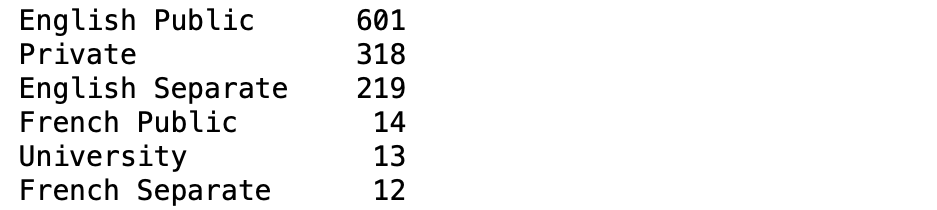 English Public 601
Private 318
English Separate 219
French Public 14
University 13
French Separate 12